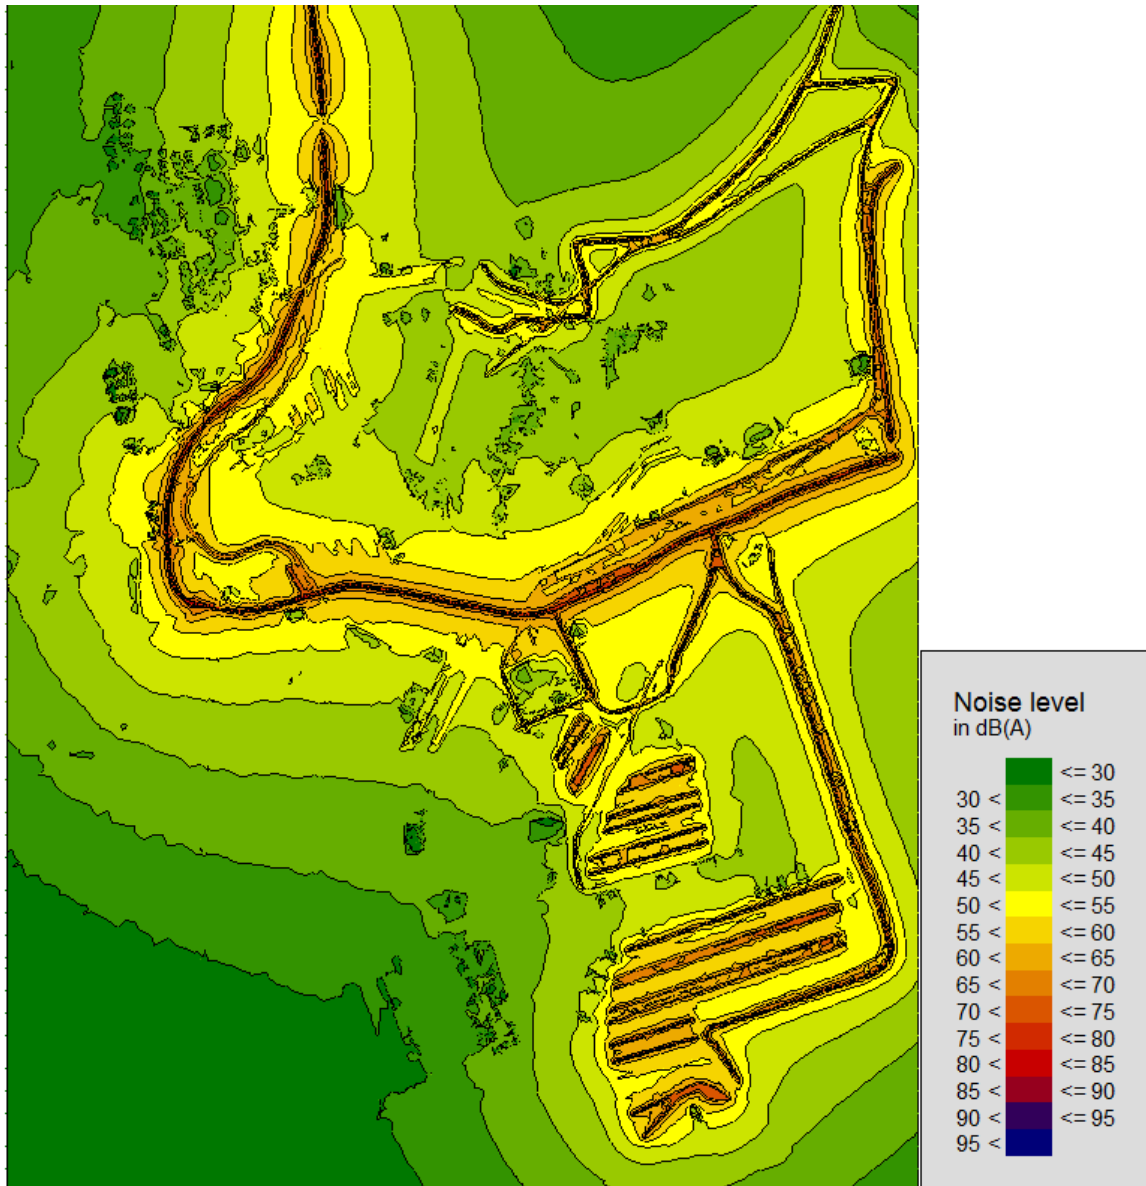 Noise level
in dB(A)
<= 30
30 < <= 35
35 < <= 40
40 < <= 45
45 < <= 50
50 < <= 55
55 < <= 60
60 < <= 65
65 < <= 70
70 < <= 75
75 < <= 80
80 < <= 85
85 < <= 90
90 < <= 95
95 <